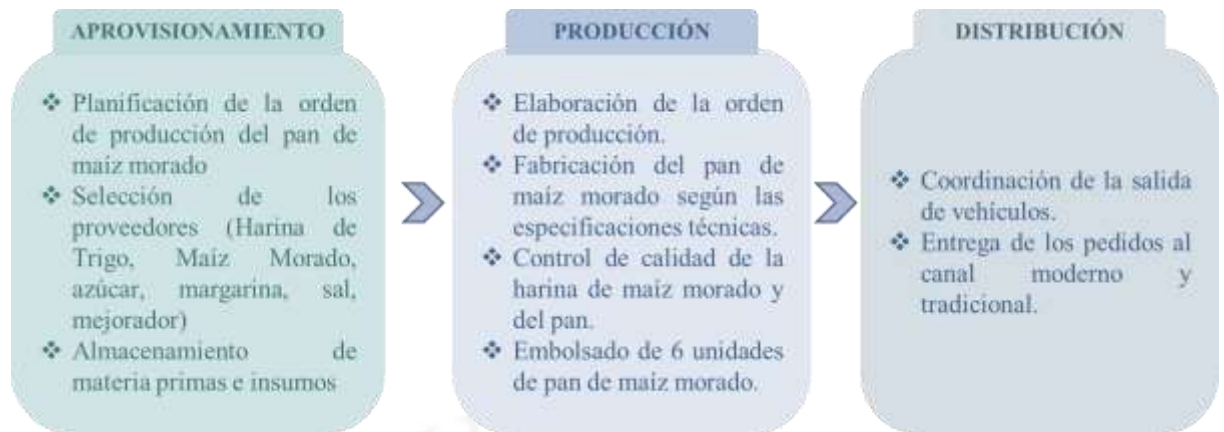 APROVISIONAMIENTO
❖ Planificación de la orden
de producción del pan de
maíz morado
❖ Selección de los
proveedores (Harina de
Trigo, Maíz Morado,
azúcar, margarina, sal,
mejorador)
❖ Almacenamiento de
materia primas e insumos
PRODUCCIÓN
❖ Elaboración de la orden
de producción.
❖ Fabricación del pan de
maíz morado según las
especificaciones técnicas.
❖ Control de calidad de la
harina de maíz morado y
del pan.
❖ Embolsado de 6 unidades
de pan de maíz morado.
DISTRIBUCIÓN
❖ Coordinación de la salida
de vehículos.
❖ Entrega de los pedidos al
canal moderno y
tradicional.